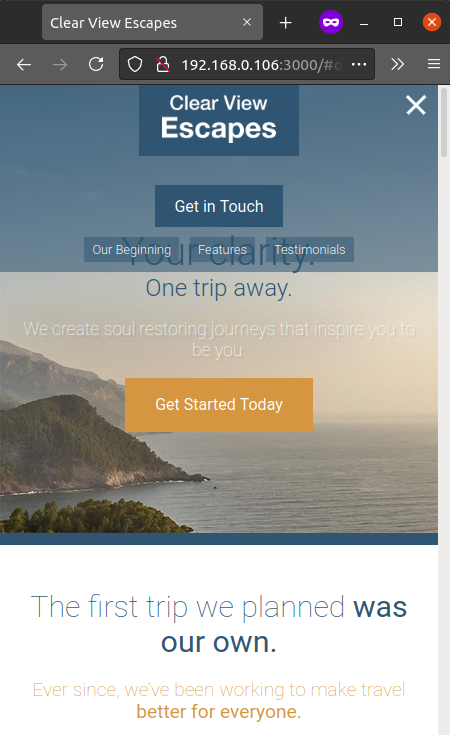 Clear View Escapes
192.168.0.106:3000/#
Clear View
Escapes
Get in Touch
Our Beginning Features Testimonials
Your clarity.
One trip away.
We create soul restoring journeys that inspire you to
be you.
Get Started Today
The first trip we planned was
our own.
Ever since, we've been working to make travel
better for everyone.